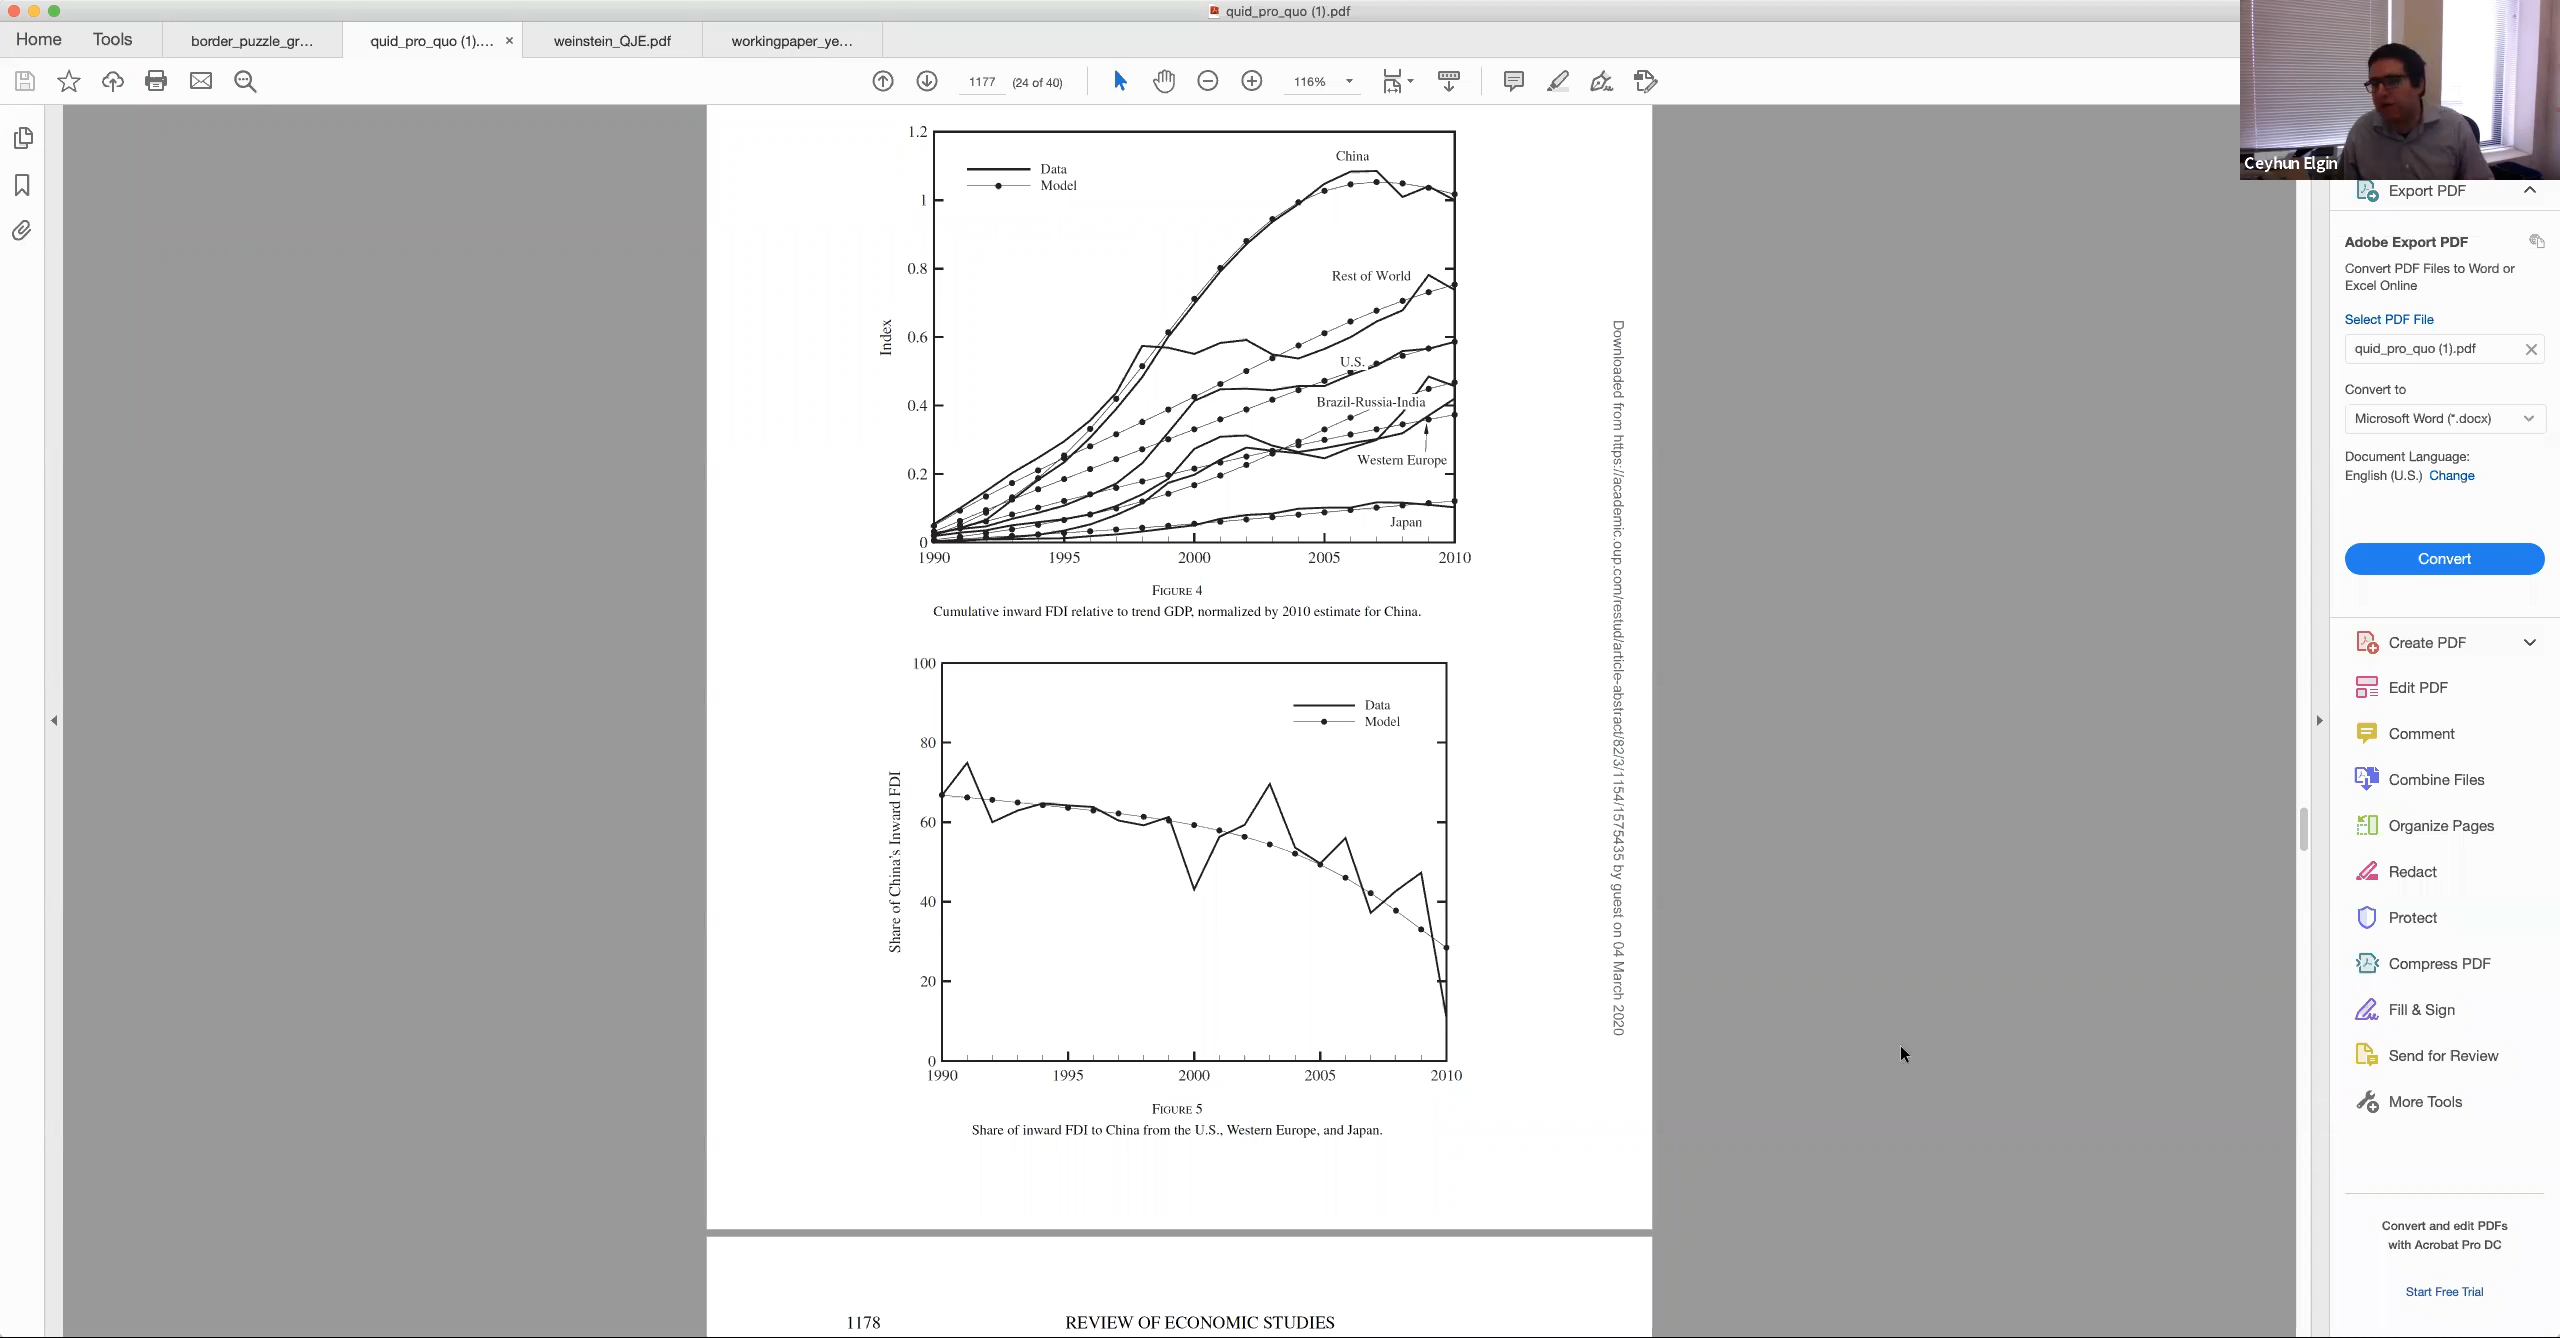 quid_pro_quo (1).pdf
Home
Tools
border_puzzle_gr...
quid_pro_quo (1)....
weinstein_QJE.pdf
workingpaper_ye...
1177
(24 of 40)
116%
Ceyhun Elgin
1.2
1
0.8
0.6
0.4
0.2
0
Index
Data
Model
China
Rest of World
U.S.
Brazil-Russia-India
Western Europe
Japan
1990
1995
2000
2005
2010
FIGURE 4
Cumulative inward FDI relative to trend GDP, normalized by 2010 estimate for China.
100
80
60
40
20
0
Share of China's Inward FDI
Data
Model
1990
1995
2000
2005
2010
FIGURE 5
Share of inward FDI to China from the U.S., Western Europe, and Japan.
Downloaded from https://academic.oup.com/restud/article-abstract/82/3/1154/1575435 by guest on 04 March 2020
1178
REVIEW OF ECONOMIC STUDIES
Export PDF
Adobe Export PDF
Convert PDF Files to Word or
Excel Online
Select PDF File
quid_pro_quo (1).pdf
Convert to
Microsoft Word (*.docx)
Document Language:
English (U.S.) Change
Convert
Create PDF
Edit PDF
Comment
Combine Files
Organize Pages
Redact
Protect
Compress PDF
Fill & Sign
Send for Review
More Tools
Convert and edit PDFs
with Acrobat Pro DC
Start Free Trial